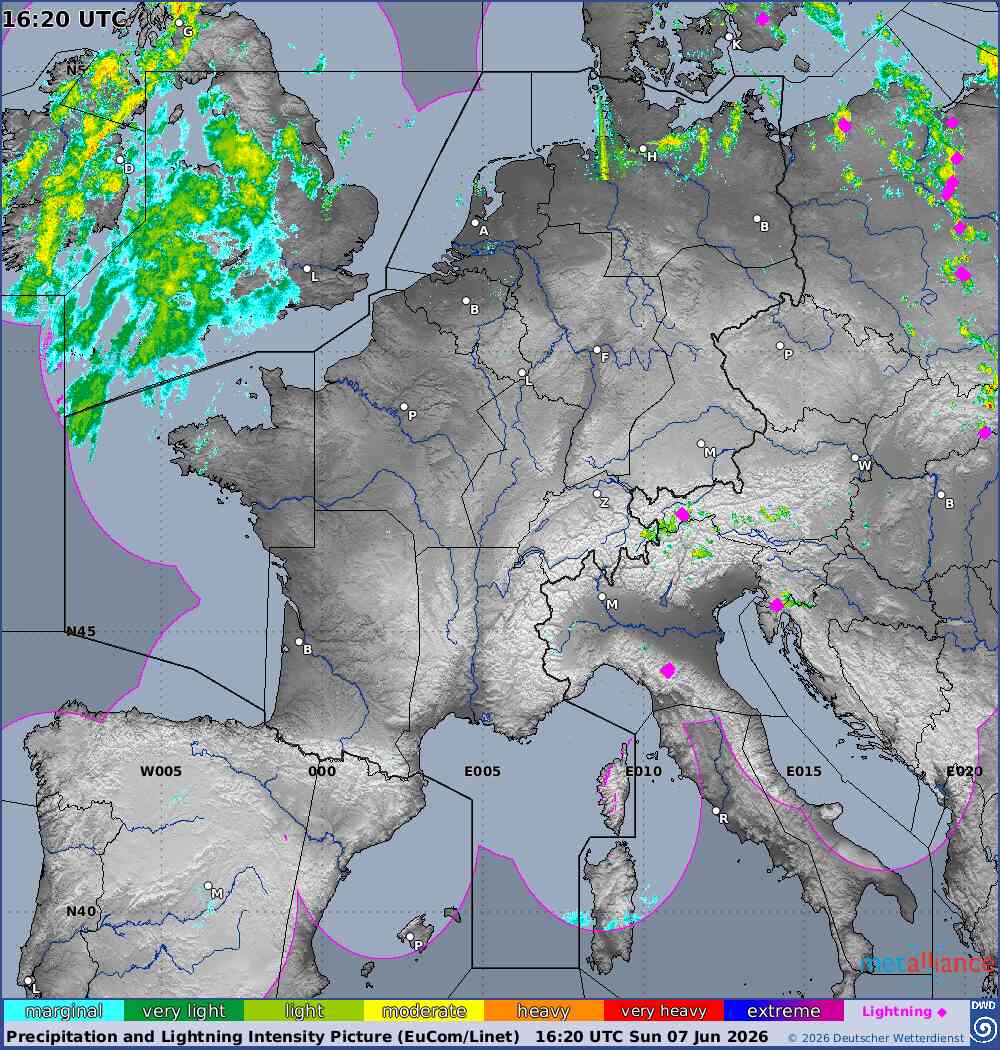 16:20 UTC
G
K
N5
D
H
A
B
L
B
F
P
L
P
M
W
Z
B
M
N45
B
W005
000
E005
E010
E015
E020
R
M
N40
P
L
metalliance
marginal very light light moderate heavy very heavy extreme Lightning
DWD
Precipitation and Lightning Intensity Picture (EuCom/Linet) 16:20 UTC Sun 07 Jun 2026 © 2026 Deutscher Wetterdienst